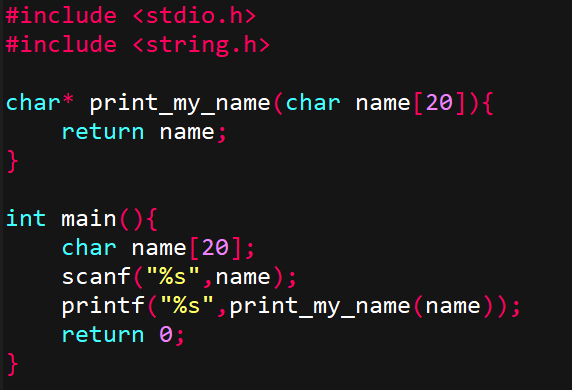 #include <stdio.h>
#include <string.h>

char* print_my_name(char name[20]){
    return name;
}

int main(){
    char name[20];
    scanf("%s",name);
    printf("%s",print_my_name(name));
    return 0;
}